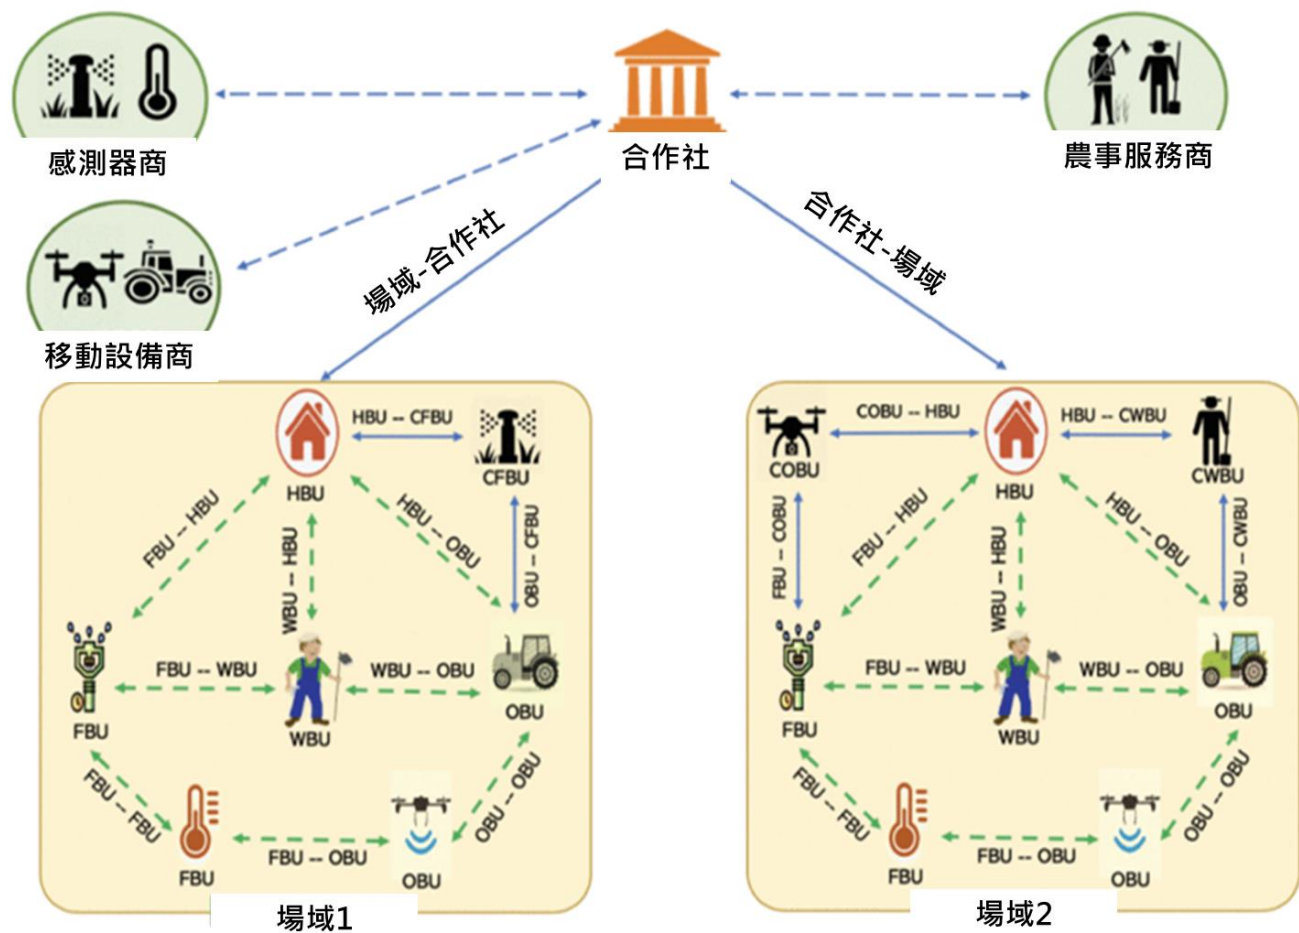 感測器商
合作社
農事服務商
移動設備商
場域-合作社
合作社-場域
HBU -- CFBU
HBU
CFBU
FBU -- HBU
WBU -- HBU
HBU -- OBU
OBU -- CFBU
FBU -- WBU
WBU -- OBU
FBU
WBU
OBU
FBU -- FBU
FBU -- OBU
OBU -- OBU
FBU
OBU
場域1
COBU -- HBU
HBU -- CWBU
COBU
HBU
CWBU
FBU -- COBU
FBU -- HBU
WBU -- HBU
HBU -- OBU
OBU -- CWBU
FBU -- WBU
WBU -- OBU
FBU
WBU
OBU
FBU -- FBU
FBU -- OBU
OBU -- OBU
FBU
OBU
場域2